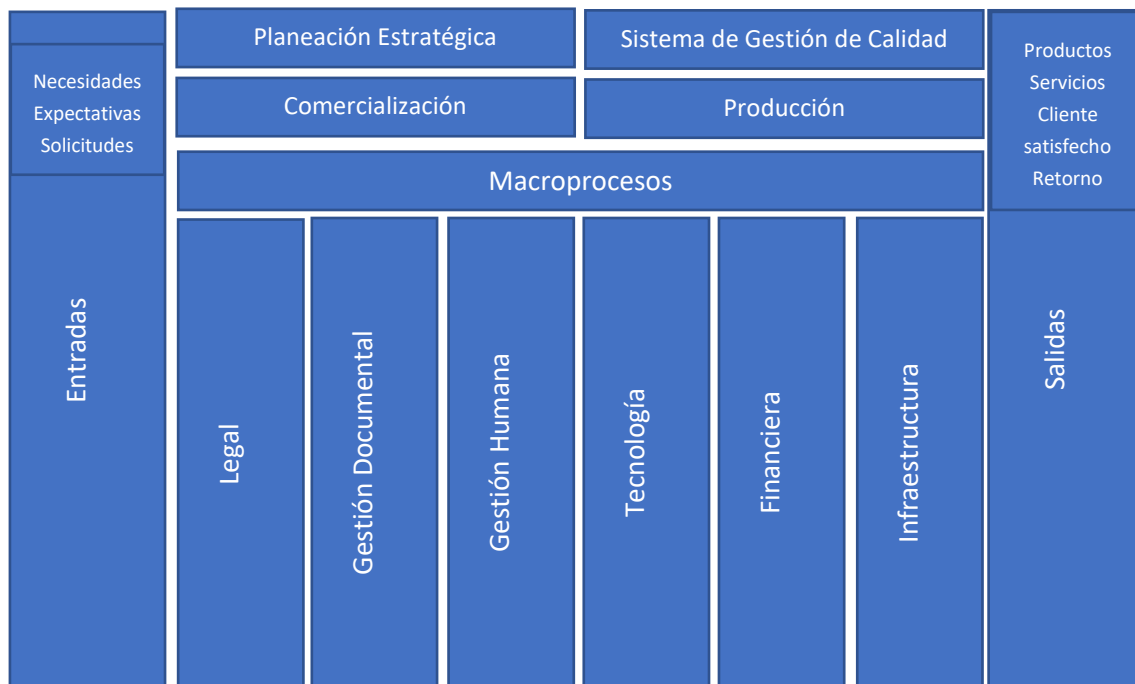 Planeación Estratégica
Sistema de Gestión de Calidad
Necesidades
Expectativas
Solicitudes
Comercialización
Producción
Productos
Servicios
Cliente
satisfecho
Retorno
Macroprocesos
Entradas
Legal
Gestión Documental
Gestión Humana
Tecnología
Financiera
Infraestructura
Salidas